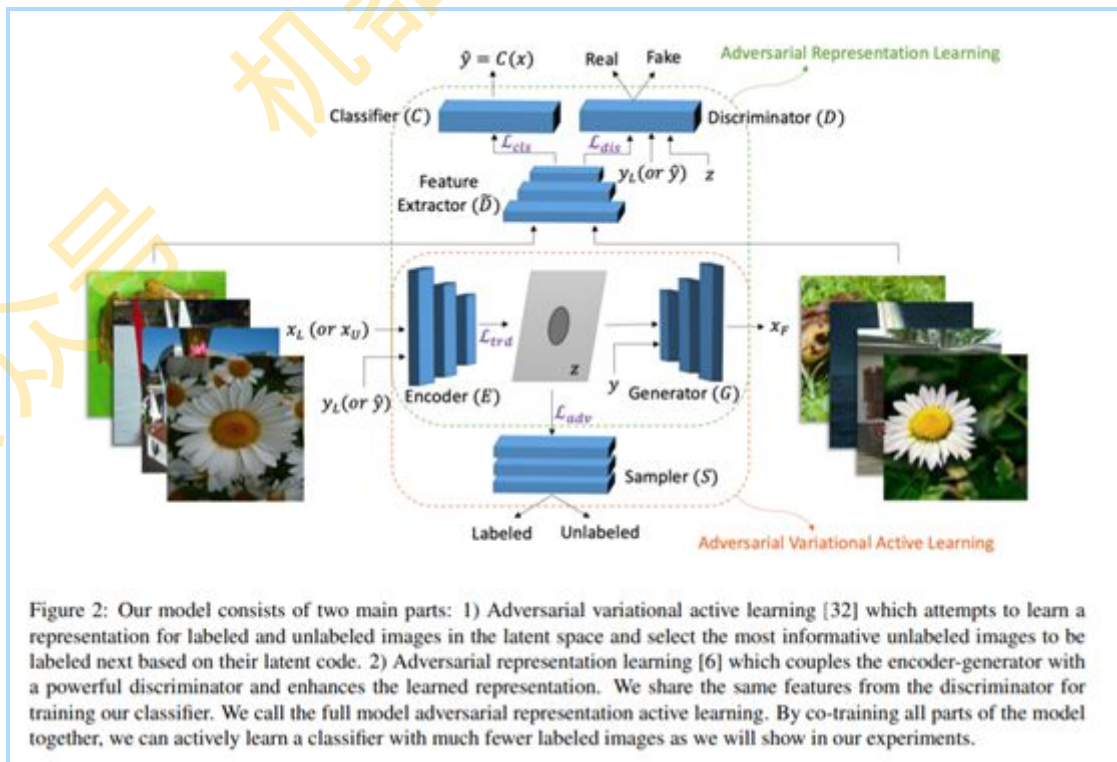 机器
众号
Adversarial Representation Learning
ŷ = C(x)
Real
Fake
Classifier (C)
Discriminator (D)
ℒcls
ℒdis
yL(or ŷ)
z
Feature
Extractor (D̃)
xL (or xU)
ℒtrd
z
y
xF
yL(or ŷ)
Encoder (E)
Generator (G)
ℒadv
Sampler (S)
Labeled
Unlabeled
Adversarial Variational Active Learning
Figure 2: Our model consists of two main parts: 1) Adversarial variational active learning [32] which attempts to learn a
representation for labeled and unlabeled images in the latent space and select the most informative unlabeled images to be
labeled next based on their latent code. 2) Adversarial representation learning [6] which couples the encoder-generator with
a powerful discriminator and enhances the learned representation. We share the same features from the discriminator for
training our classifier. We call the full model adversarial representation active learning. By co-training all parts of the model
together, we can actively learn a classifier with much fewer labeled images as we will show in our experiments.